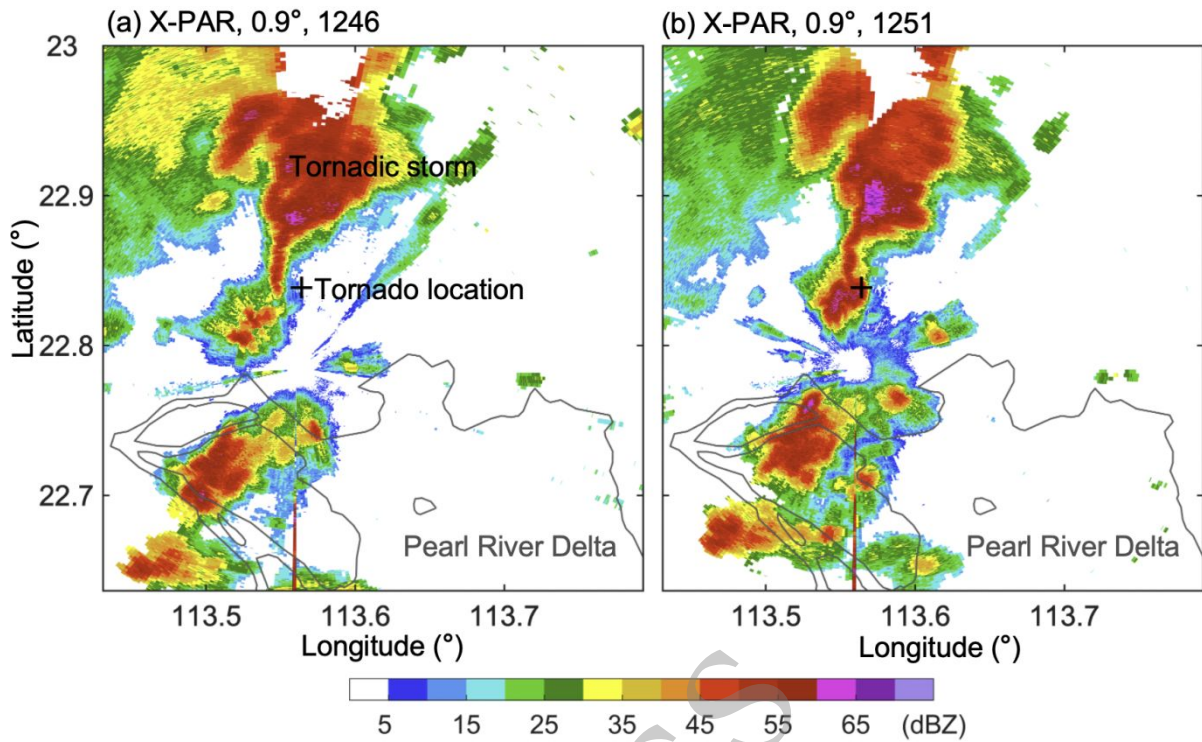 (a) X-PAR, 0.9°, 1246
(b) X-PAR, 0.9°, 1251
23
22.9
22.8
22.7
Latitude (°)
Tornadic storm
Tornado location
Pearl River Delta
Pearl River Delta
113.5
113.6
113.7
113.5
113.6
113.7
Longitude (°)
Longitude (°)
5
15
25
35
45
55
65
(dBZ)